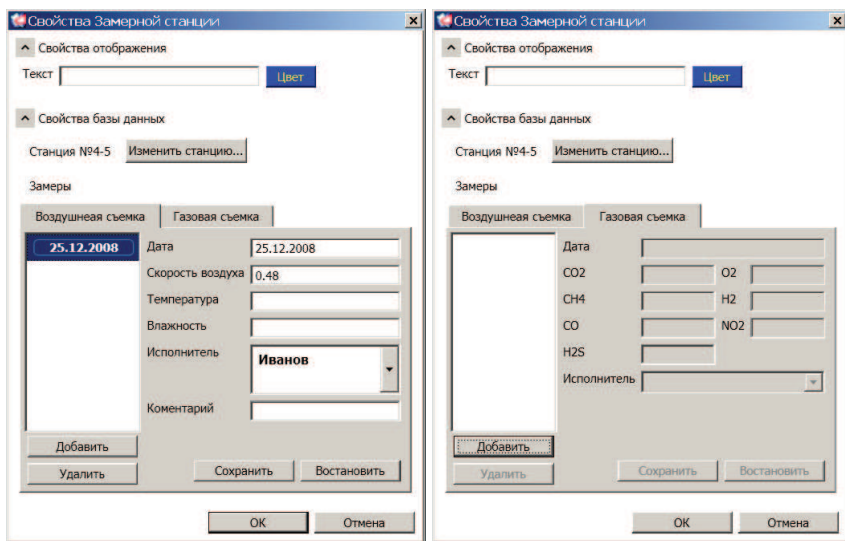 Свойства Замерной станции
Свойства отображения
Текст Цвет
Свойства базы данных
Станция №4-5 Изменить станцию...
Замеры
Воздушнеая съемка Газовая съемка
25.12.2008 Дата 25.12.2008
Скорость воздуха 0.48
Температура
Влажность
Исполнитель Иванов
Коментарий
Добавить
Удалить Сохранить Востановить
ОК Отмена
Свойства Замерной станции
Свойства отображения
Текст Цвет
Свойства базы данных
Станция №4-5 Изменить станцию...
Замеры
Воздушнеая съемка Газовая съемка
Дата
CO2 O2
CH4 H2
CO NO2
H2S
Исполнитель
Добавить
Удалить Сохранить Востановить
ОК Отмена